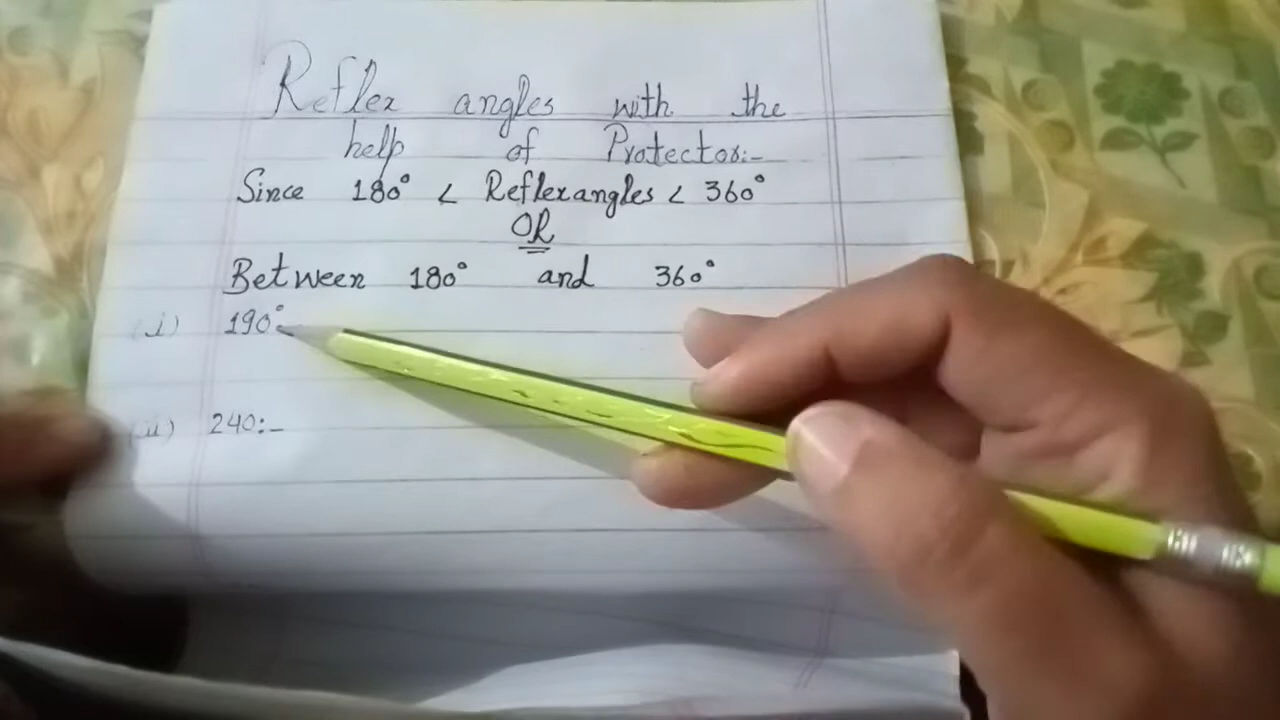 Reflex angles with the
help of Protector:-
Since 180° < Reflexangles < 360°
OR
Between 180° and 360°
(i) 190°
(ii) 240:-